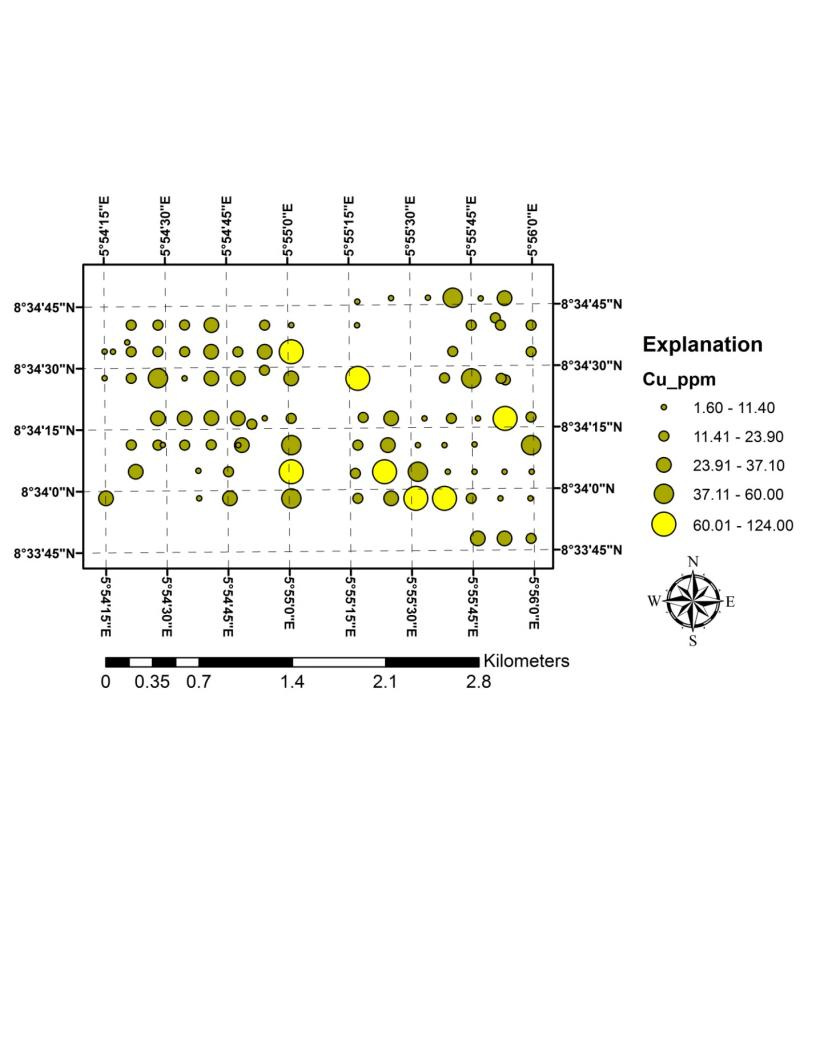 5°54'15"E 5°54'30"E 5°54'45"E 5°55'0"E 5°55'15"E 5°55'30"E 5°55'45"E 5°56'0"E
8°34'45"N 8°34'45"N
8°34'30"N 8°34'30"N
8°34'15"N 8°34'15"N
8°34'0"N 8°34'0"N
8°33'45"N 8°33'45"N
5°54'15"E 5°54'30"E 5°54'45"E 5°55'0"E 5°55'15"E 5°55'30"E 5°55'45"E 5°56'0"E
Explanation
Cu_ppm
1.60 - 11.40
11.41 - 23.90
23.91 - 37.10
37.11 - 60.00
60.01 - 124.00
N
W E
S
Kilometers
0 0.35 0.7 1.4 2.1 2.8